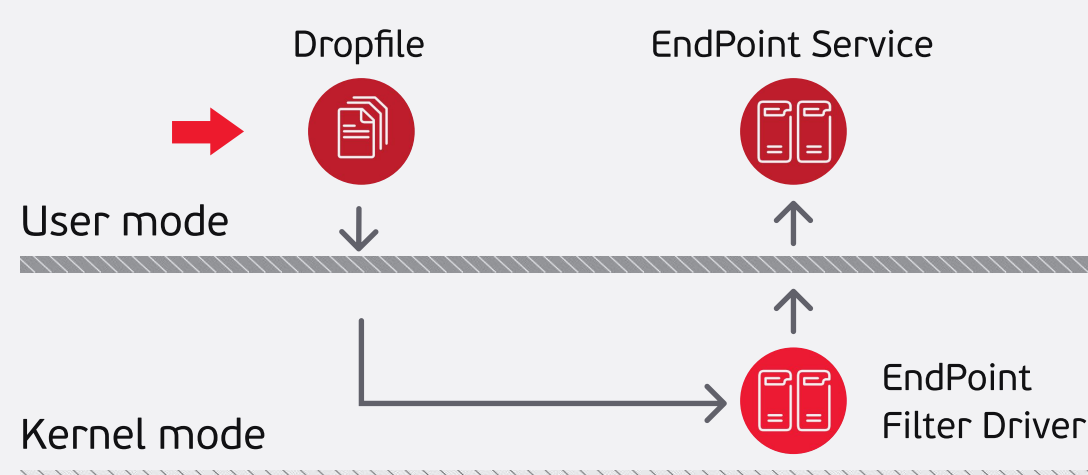 Dropfile
EndPoint Service
User mode
EndPoint
Filter Driver
Kernel mode